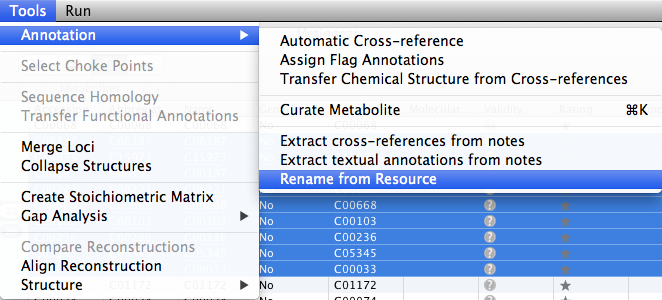 Tools Run
Annotation
Select Choke Points
Sequence Homology
Transfer Functional Annotations
Merge Loci
Collapse Structures
Create Stoichiometric Matrix
Gap Analysis
Compare Reconstructions
Align Reconstruction
Structure
Automatic Cross-reference
Assign Flag Annotations
Transfer Chemical Structure from Cross-references
Curate Metabolite ⌘K
Extract cross-references from notes
Extract textual annotations from notes
Rename from Resource
Molecular Validity Rating
No C00668
No C00103
No C00236
No C05345
No C00033
C01172 C01172 No C01172